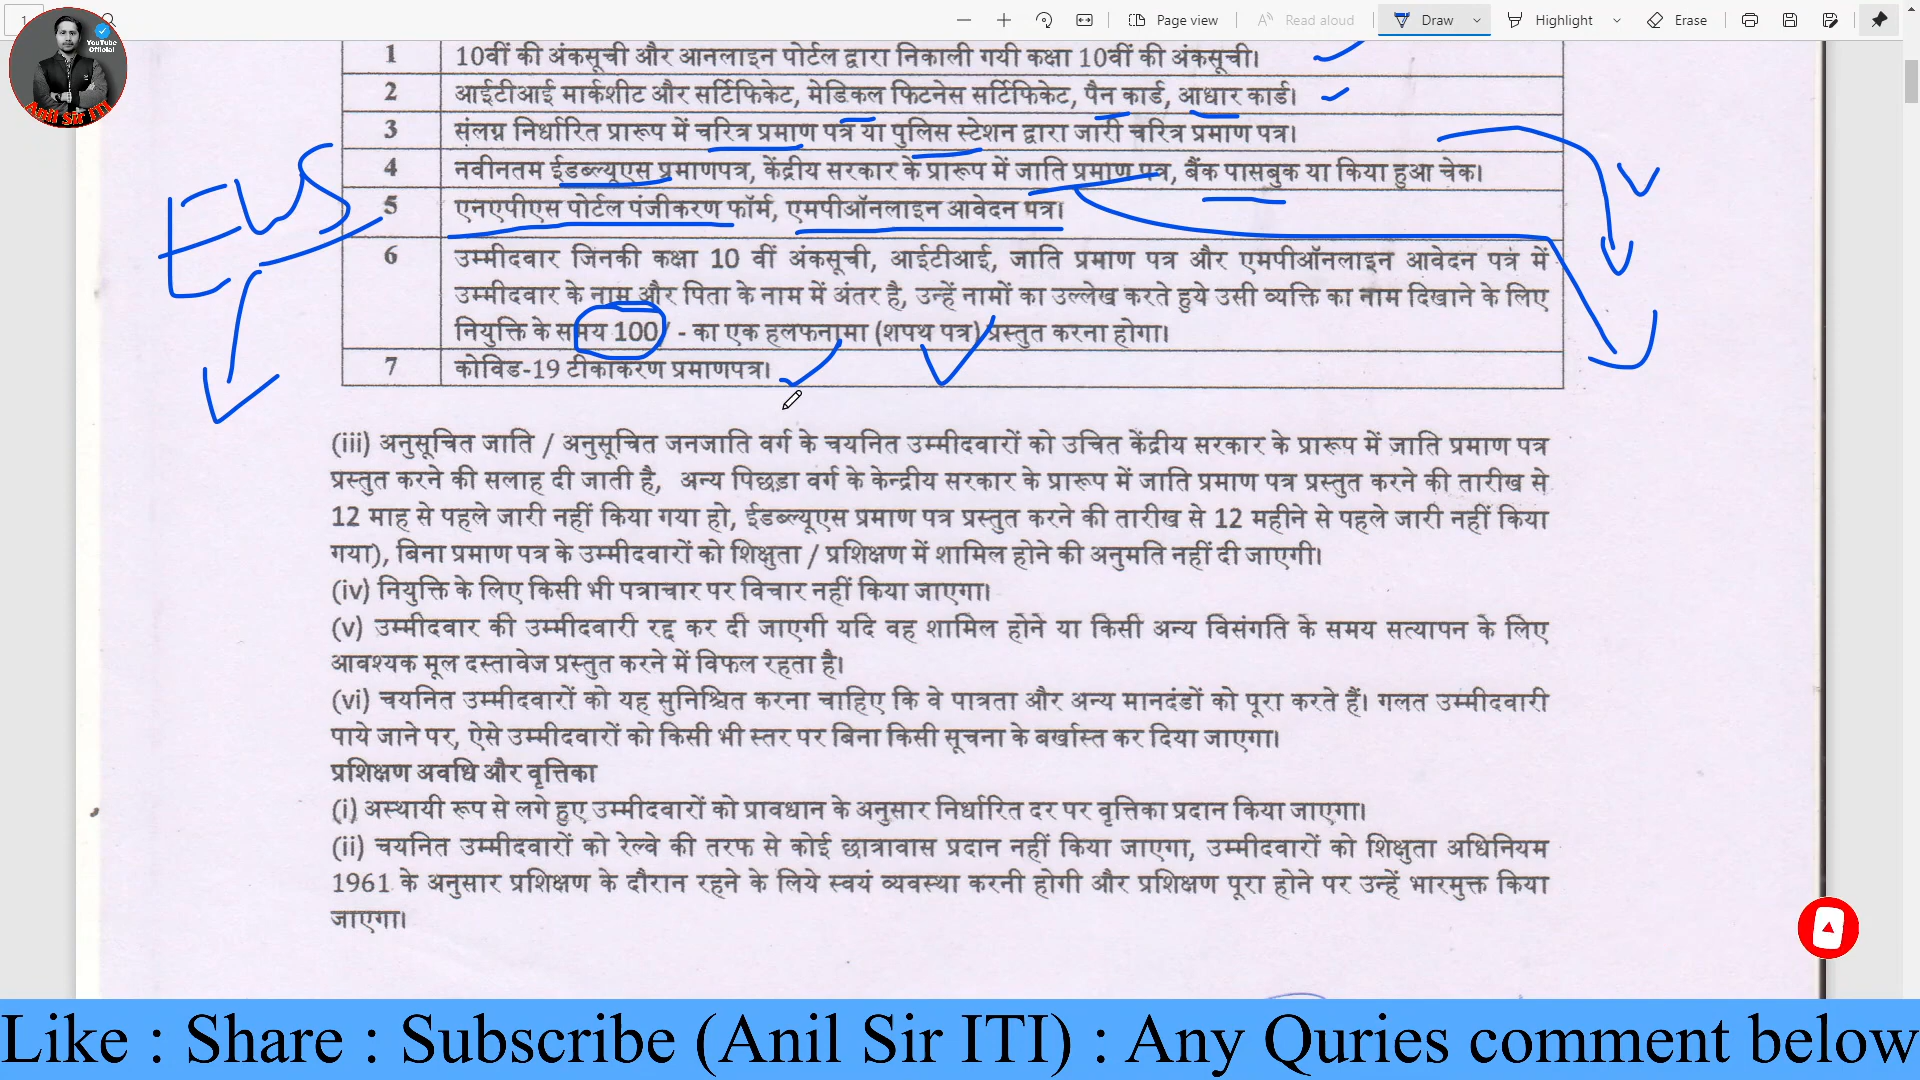 1
Page view
Read aloud
Draw
Highlight
Erase
YouTube
Official
Anil Sir ITI
1 10वीं की अंकसूची और आनलाइन पोर्टल द्वारा निकाली गयी कक्षा 10वीं की अंकसूची।
2 आईटीआई मार्कशीट और सर्टिफिकेट, मेडिकल फिटनेस सर्टिफिकेट, पैन कार्ड, आधार कार्ड।
3 संलग्न निर्धारित प्रारूप में चरित्र प्रमाण पत्र या पुलिस स्टेशन द्वारा जारी चरित्र प्रमाण पत्र।
4 नवीनतम ईडब्ल्यूएस प्रमाणपत्र, केंद्रीय सरकार के प्रारूप में जाति प्रमाण पत्र, बैंक पासबुक या किया हुआ चेक।
EWS
5 एनएपीएस पोर्टल पंजीकरण फॉर्म, एमपीऑनलाइन आवेदन पत्र।
6 उम्मीदवार जिनकी कक्षा 10 वीं अंकसूची, आईटीआई, जाति प्रमाण पत्र और एमपीऑनलाइन आवेदन पत्र में
उम्मीदवार के नाम और पिता के नाम में अंतर है, उन्हें नामों का उल्लेख करते हुये उसी व्यक्ति का नाम दिखाने के लिए
नियुक्ति के समय 100/ - का एक हलफनामा (शपथ पत्र) प्रस्तुत करना होगा।
7 कोविड-19 टीकाकरण प्रमाणपत्र।
(iii) अनुसूचित जाति / अनुसूचित जनजाति वर्ग के चयनित उम्मीदवारों को उचित केंद्रीय सरकार के प्रारूप में जाति प्रमाण पत्र
प्रस्तुत करने की सलाह दी जाती है, अन्य पिछड़ा वर्ग के केन्द्रीय सरकार के प्रारूप में जाति प्रमाण पत्र प्रस्तुत करने की तारीख से
12 माह से पहले जारी नहीं किया गया हो, ईडब्ल्यूएस प्रमाण पत्र प्रस्तुत करने की तारीख से 12 महीने से पहले जारी नहीं किया
गया), बिना प्रमाण पत्र के उम्मीदवारों को शिक्षुता / प्रशिक्षण में शामिल होने की अनुमति नहीं दी जाएगी।
(iv) नियुक्ति के लिए किसी भी पत्राचार पर विचार नहीं किया जाएगा।
(v) उम्मीदवार की उम्मीदवारी रद्द कर दी जाएगी यदि वह शामिल होने या किसी अन्य विसंगति के समय सत्यापन के लिए
आवश्यक मूल दस्तावेज प्रस्तुत करने में विफल रहता है।
(vi) चयनित उम्मीदवारों को यह सुनिश्चित करना चाहिए कि वे पात्रता और अन्य मानदंडों को पूरा करते हैं। गलत उम्मीदवारी
पाये जाने पर, ऐसे उम्मीदवारों को किसी भी स्तर पर बिना किसी सूचना के बर्खास्त कर दिया जाएगा।
प्रशिक्षण अवधि और वृत्तिका
(i) अस्थायी रूप से लगे हुए उम्मीदवारों को प्रावधान के अनुसार निर्धारित दर पर वृत्तिका प्रदान किया जाएगा।
(ii) चयनित उम्मीदवारों को रेल्वे की तरफ से कोई छात्रावास प्रदान नहीं किया जाएगा, उम्मीदवारों को शिक्षुता अधिनियम
1961 के अनुसार प्रशिक्षण के दौरान रहने के लिये स्वयं व्यवस्था करनी होगी और प्रशिक्षण पूरा होने पर उन्हें भारमुक्त किया
जाएगा।
Like : Share : Subscribe (Anil Sir ITI) : Any Quries comment below